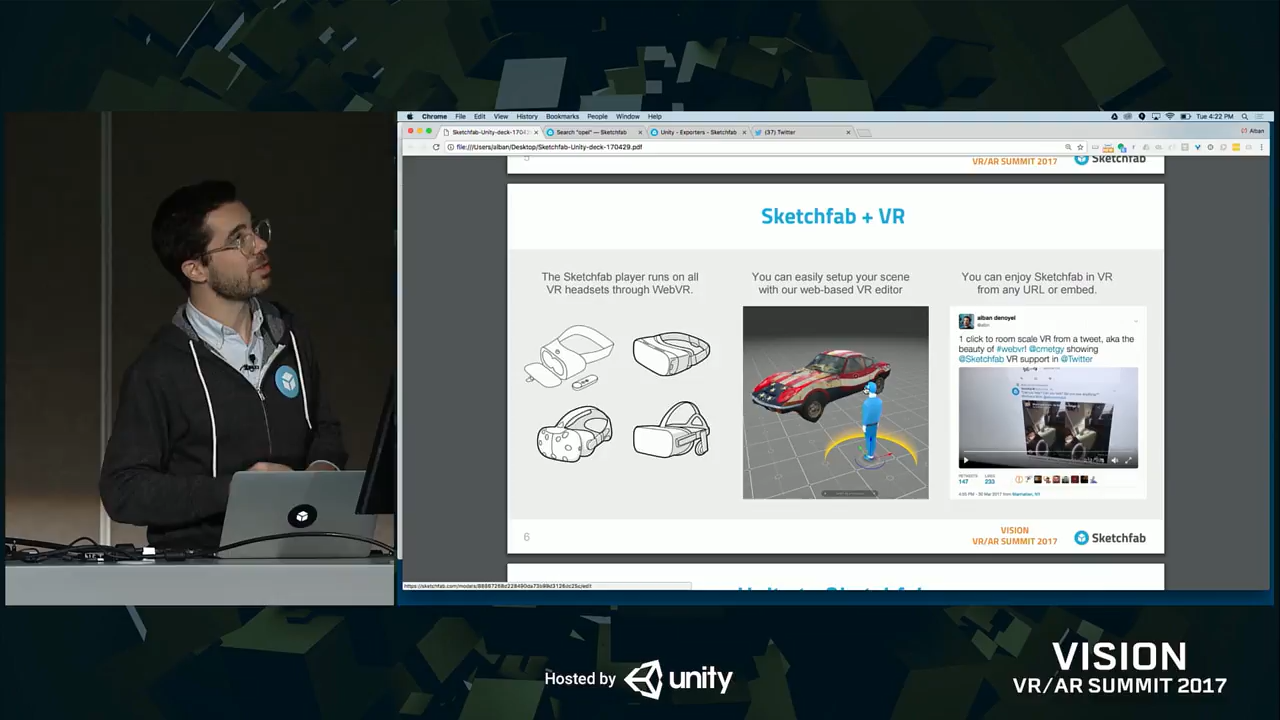 Chrome File Edit View History Bookmarks People Window Help
Tue 4:22 PM
Sketchfab-Unity-deck-1704
Search "opel" — Sketchfab
Unity - Exporters - Sketchfab
(37) Twitter
Alban
file:///Users/alban/Desktop/Sketchfab-Unity-deck-170429.pdf
5
VR/AR SUMMIT 2017
Sketchfab
Sketchfab + VR
The Sketchfab player runs on all
VR headsets through WebVR.
You can easily setup your scene
with our web-based VR editor
You can enjoy Sketchfab in VR
from any URL or embed.
alban denoyel
1 click to room scale VR from a tweet, aka the
beauty of #webvr! @cmetgy showing
@Sketchfab VR support in @Twitter
RETWEETS
LIKES
147
233
6
VISION
VR/AR SUMMIT 2017
Sketchfab
Hosted by unity
VISION
VR/AR SUMMIT 2017